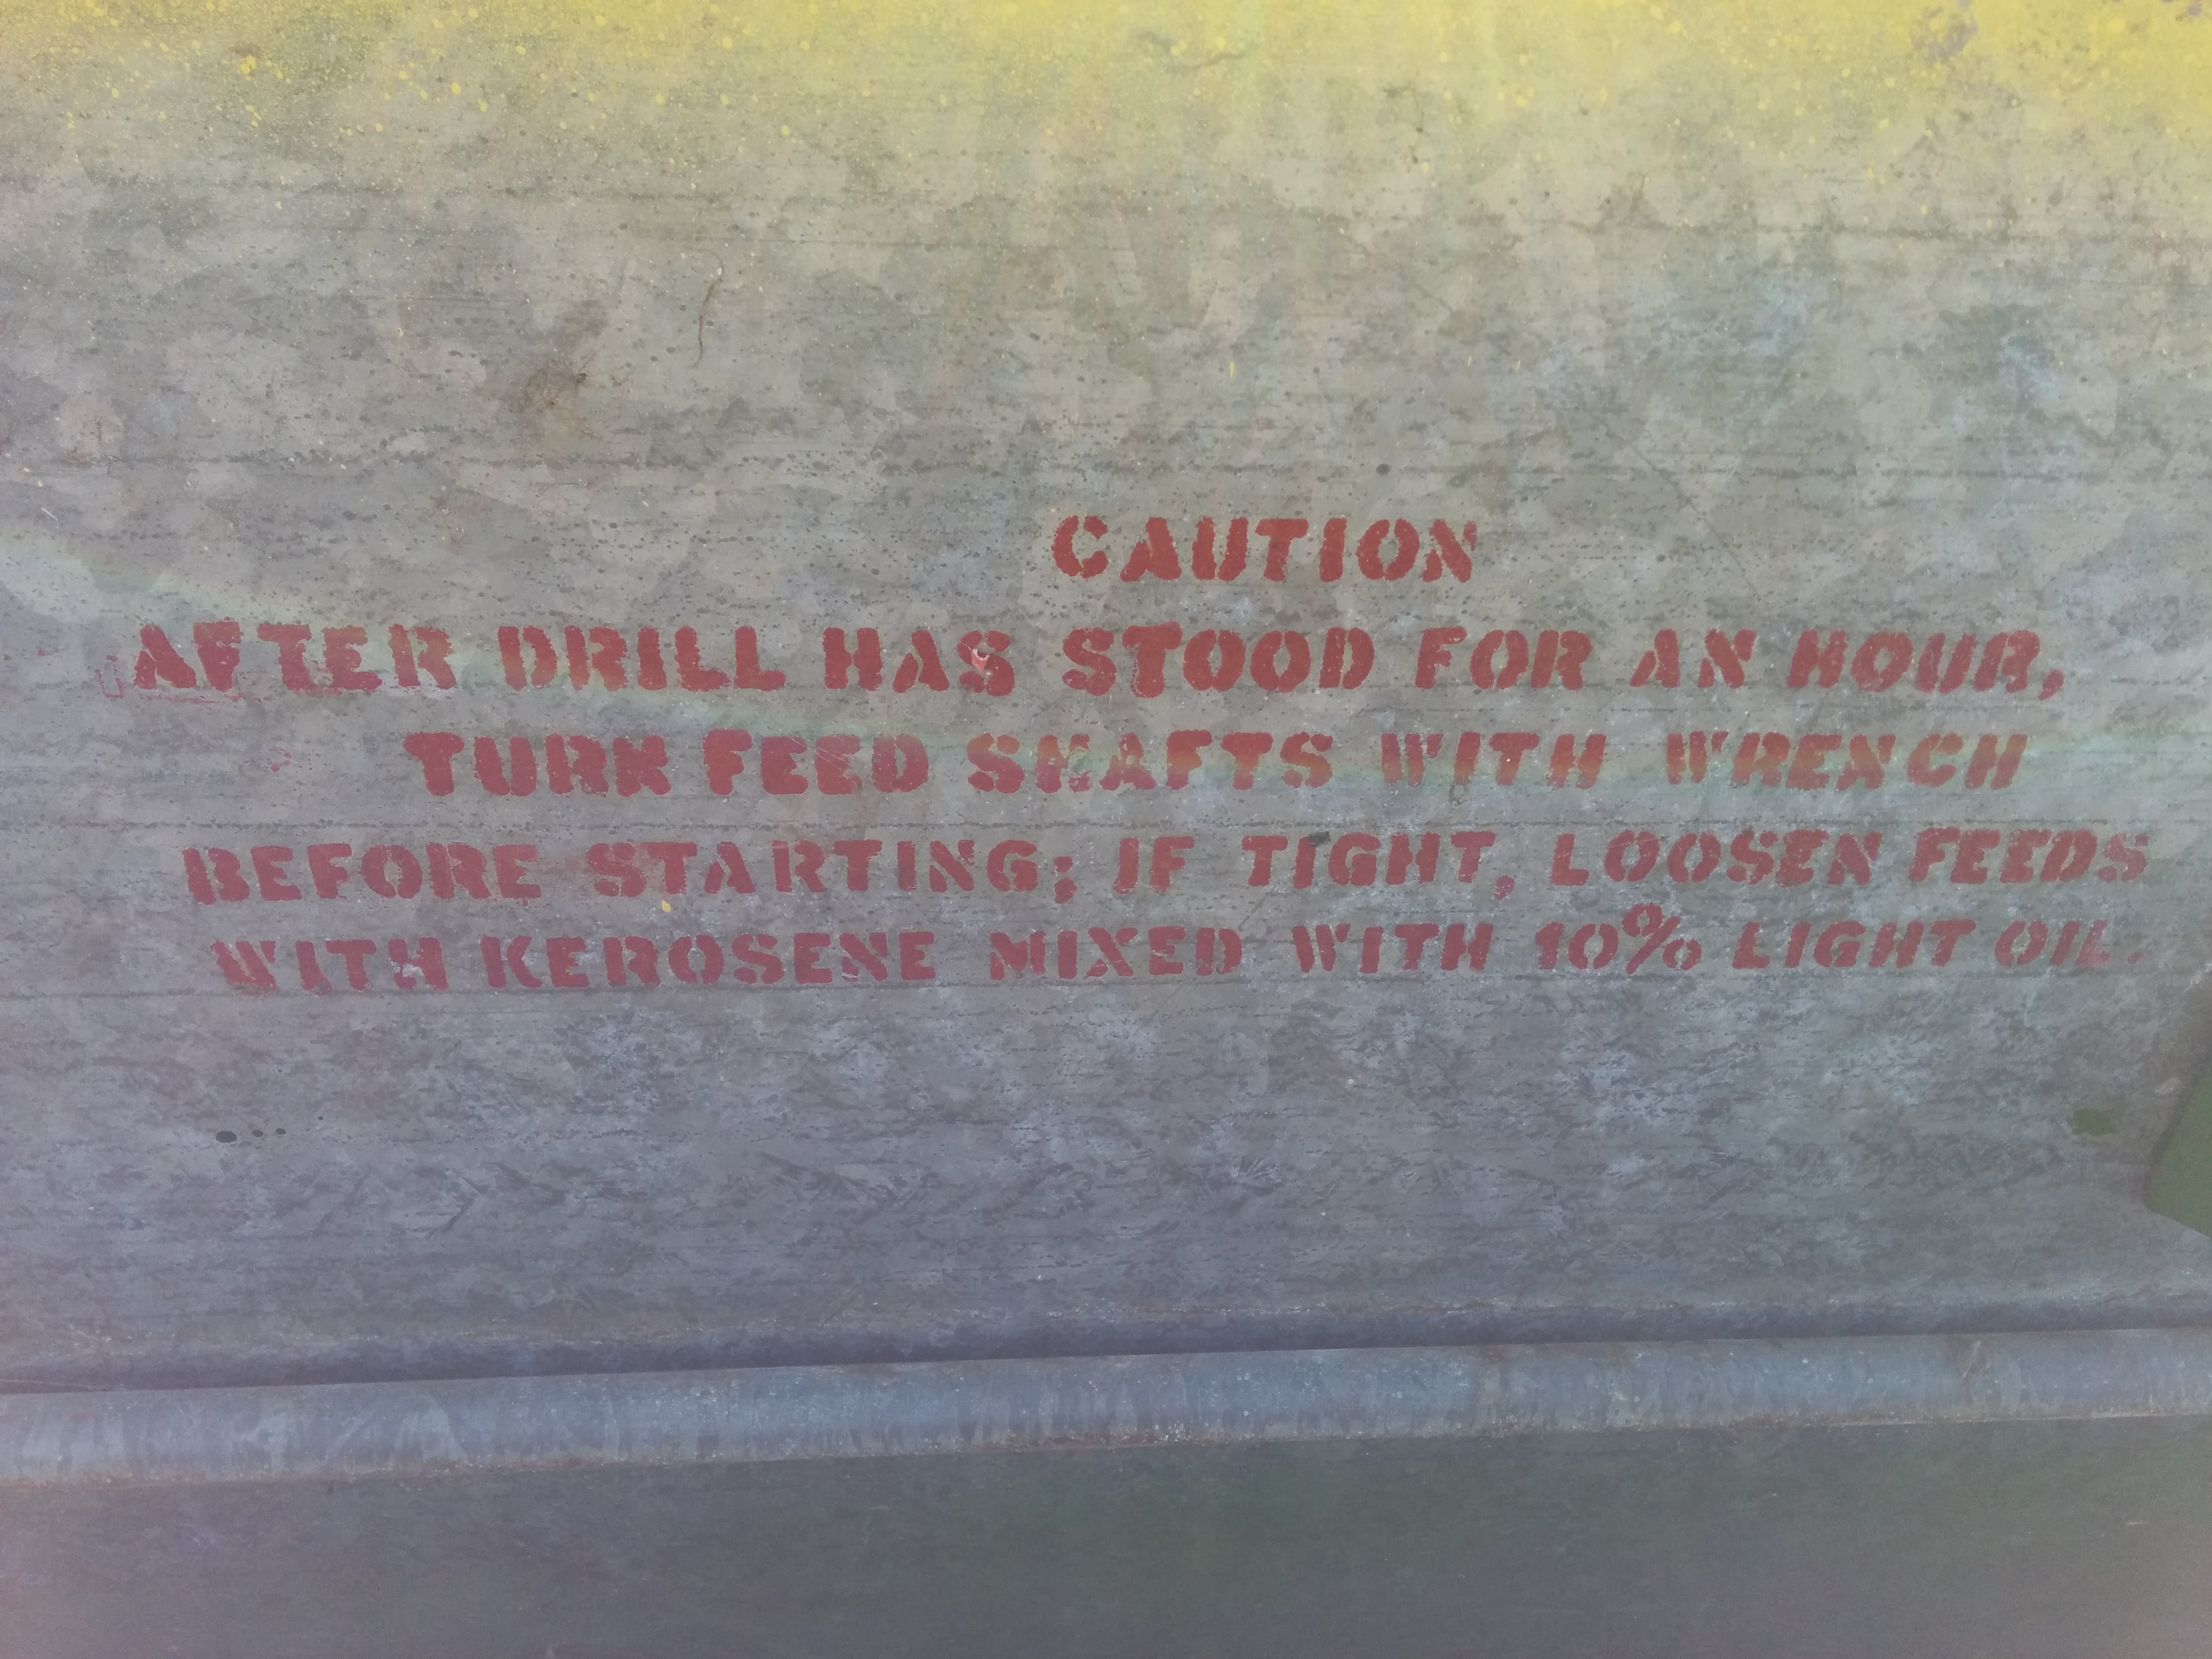 CAUTION
AFTER DRILL HAS STOOD FOR AN HOUR,
TURN FEED SHAFTS WITH WRENCH
BEFORE STARTING; IF TIGHT, LOOSEN FEEDS
WITH KEROSENE MIXED WITH 10% LIGHT OIL.